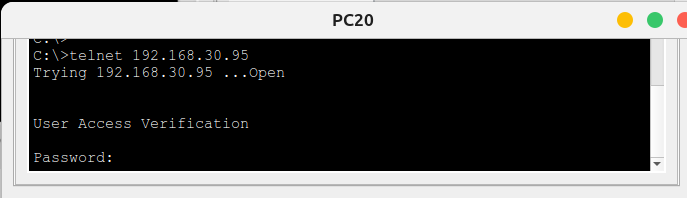 PC20
C:\>
C:\>telnet 192.168.30.95
Trying 192.168.30.95 ...Open
User Access Verification
Password: